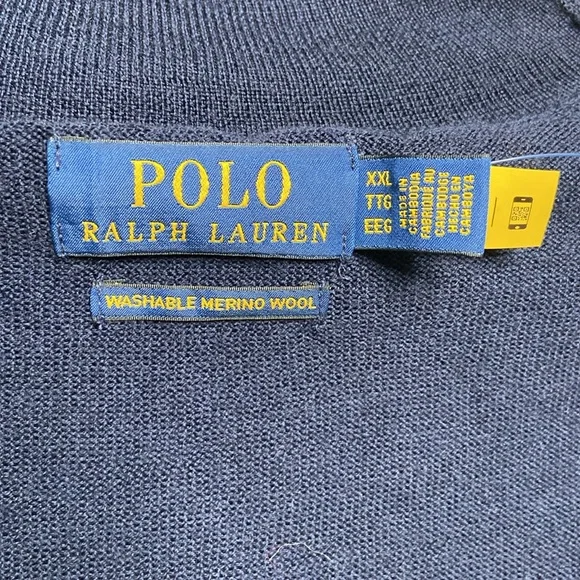 POLO
RALPH LAUREN
WASHABLE MERINO WOOL
XXL
TTG
EEG
MADE IN
CAMBODIA
FABRIQUÉ AU
CAMBODGE
HECHO EN
CAMBOYA